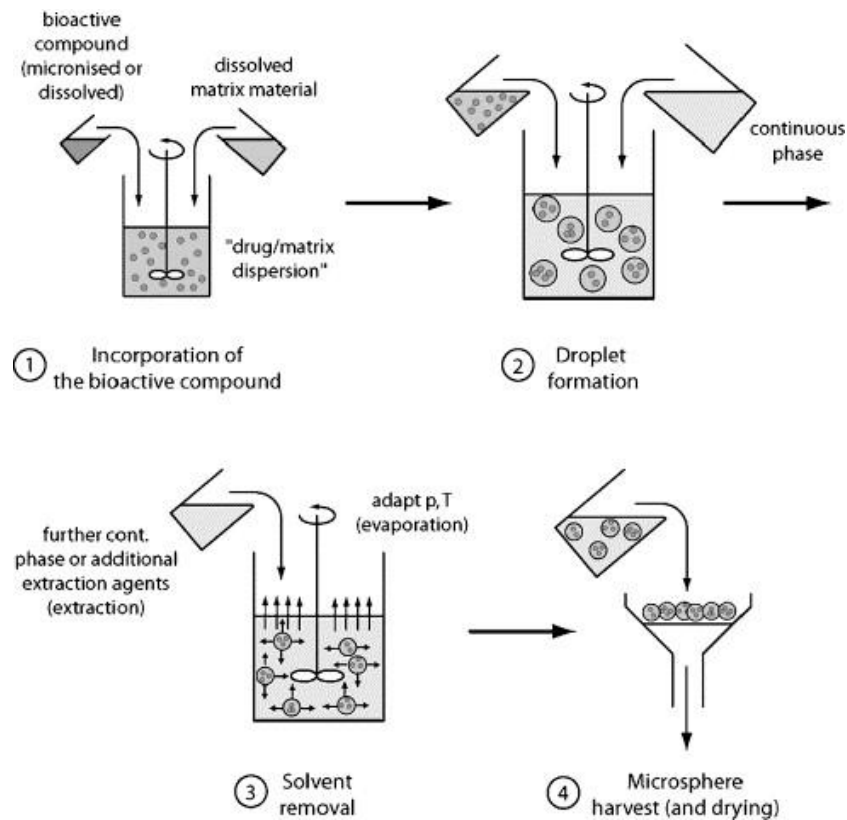 bioactive
compound
(micronised or
dissolved)
dissolved
matrix material
"drug/matrix
dispersion"
continuous
phase
1 Incorporation of
the bioactive compound
2 Droplet
formation
further cont.
phase or additional
extraction agents
(extraction)
adapt p,T
(evaporation)
3 Solvent
removal
4 Microsphere
harvest (and drying)